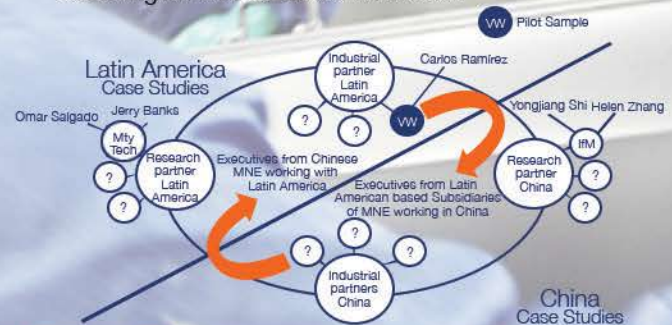 VW Pilot Sample
Latin America
Case Studies
Industrial
partner
Latin
America
Carlos Ramírez
Omar Salgado
Jerry Banks
Yongjiang Shi Helen Zhang
?
?
VW
Mty
Tech
IfM
?
?
Research
partner
Latin
America
Executives from Chinese
MNE working with
Latin America
Executives from Latin
American based Subsidiaries
of MNE working in China
Research
partner
China
?
?
?
?
?
Industrial
partners
China
China
Case Studies